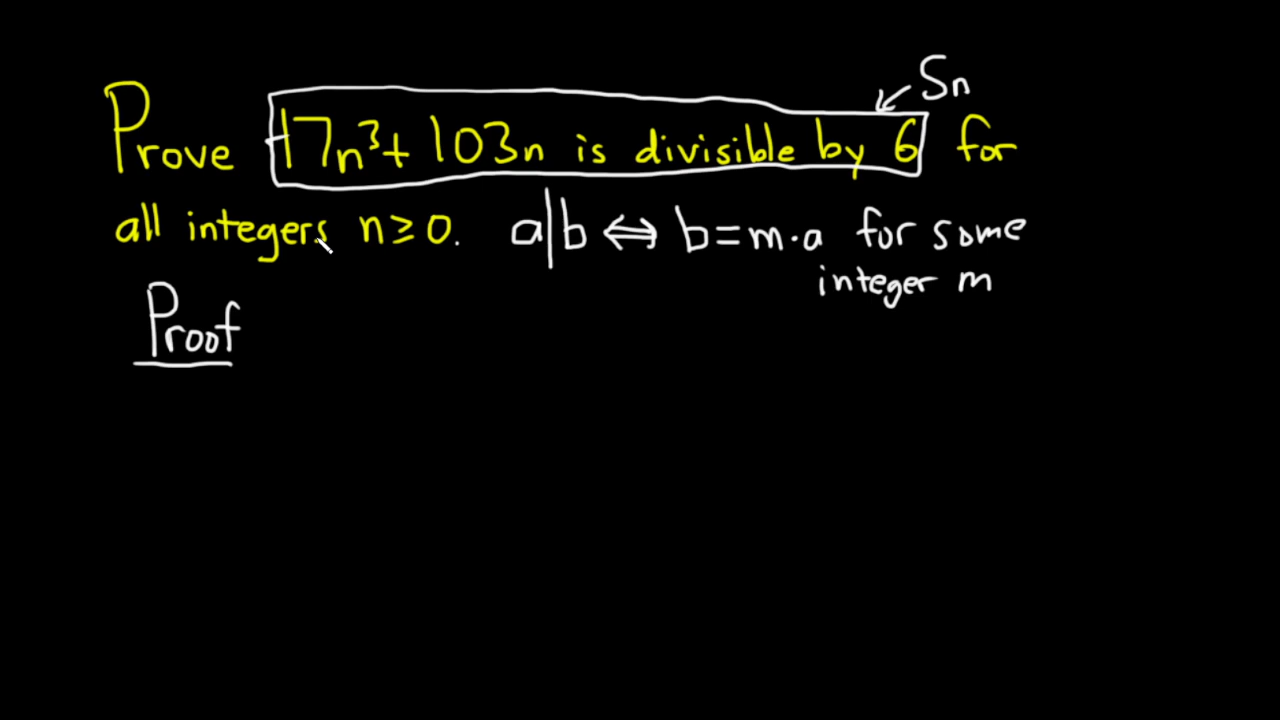 Sn
Prove 17n³+ 103n is divisible by 6 for
all integers n ≥ 0. a|b ⟺ b=m·a for some
integer m
Proof